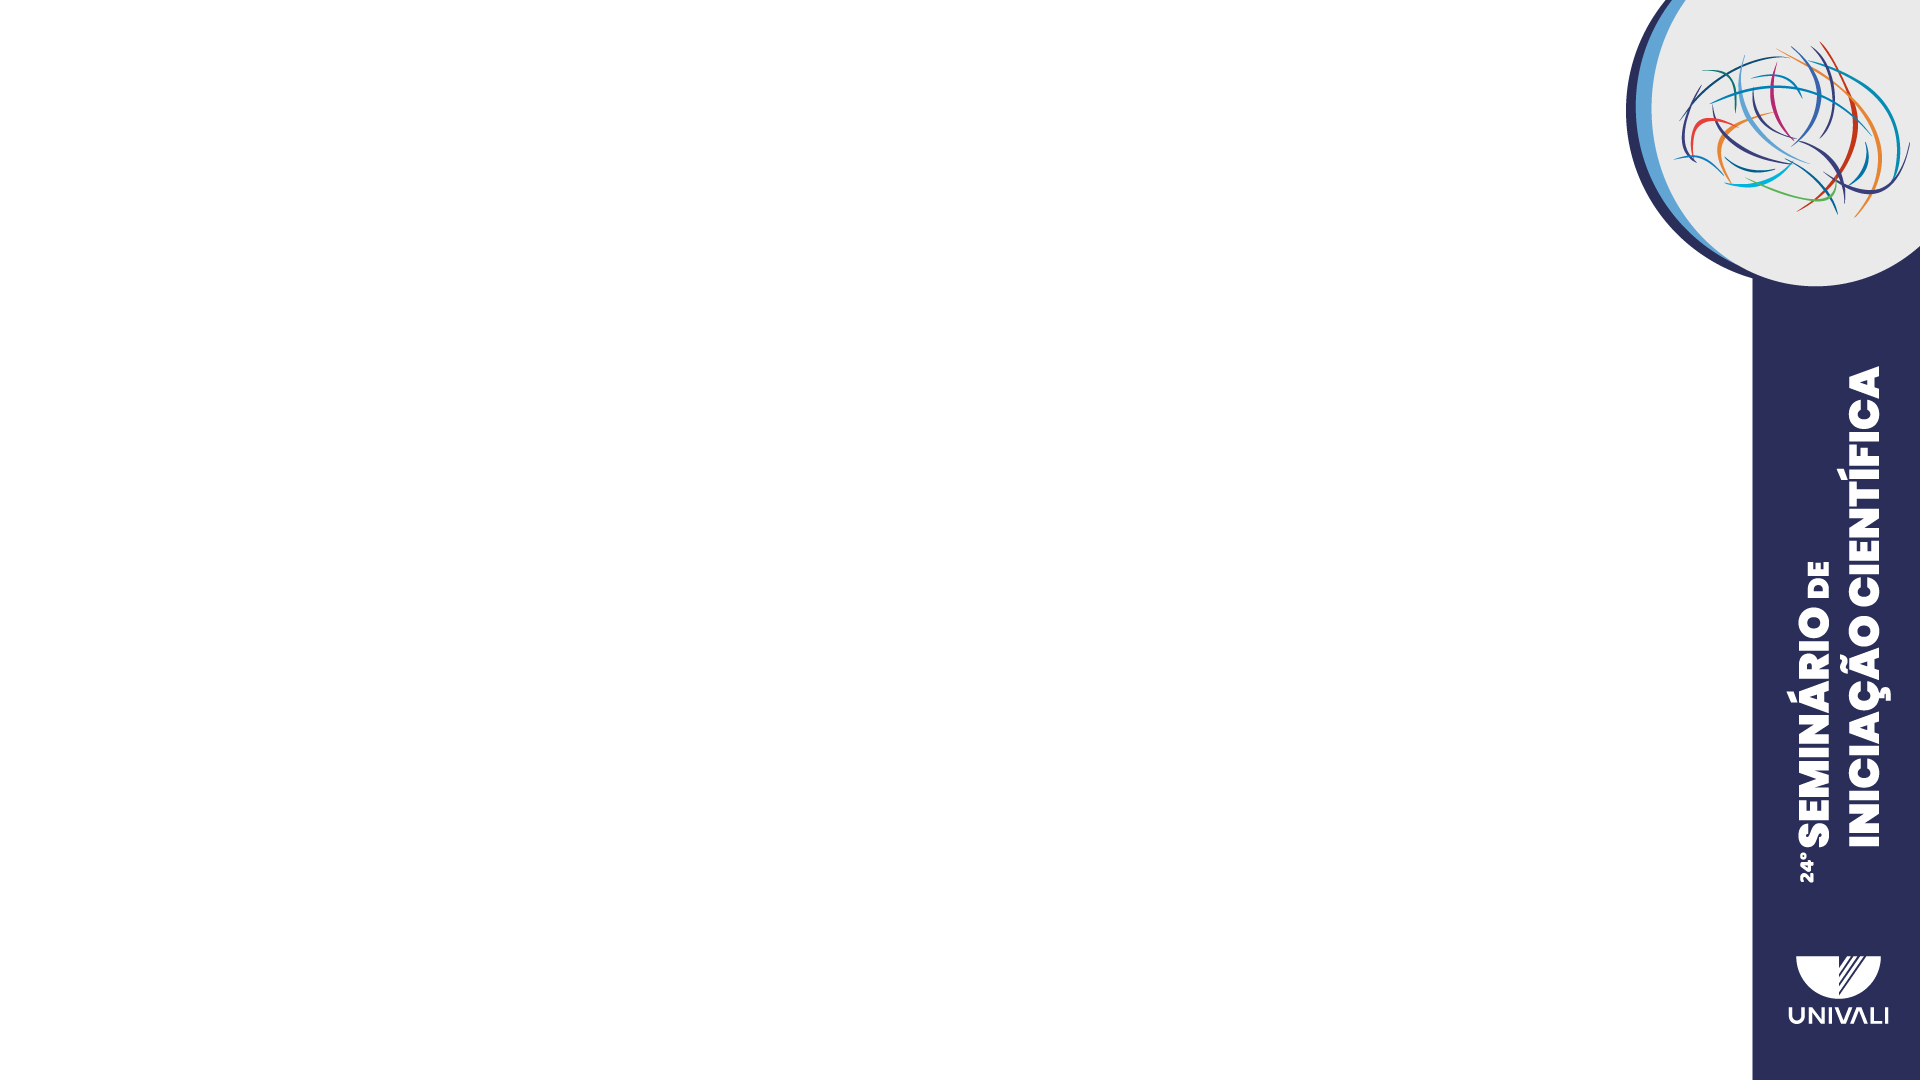 24º SEMINÁRIO DE
INICIAÇÃO CIENTÍFICA
UNIVALI